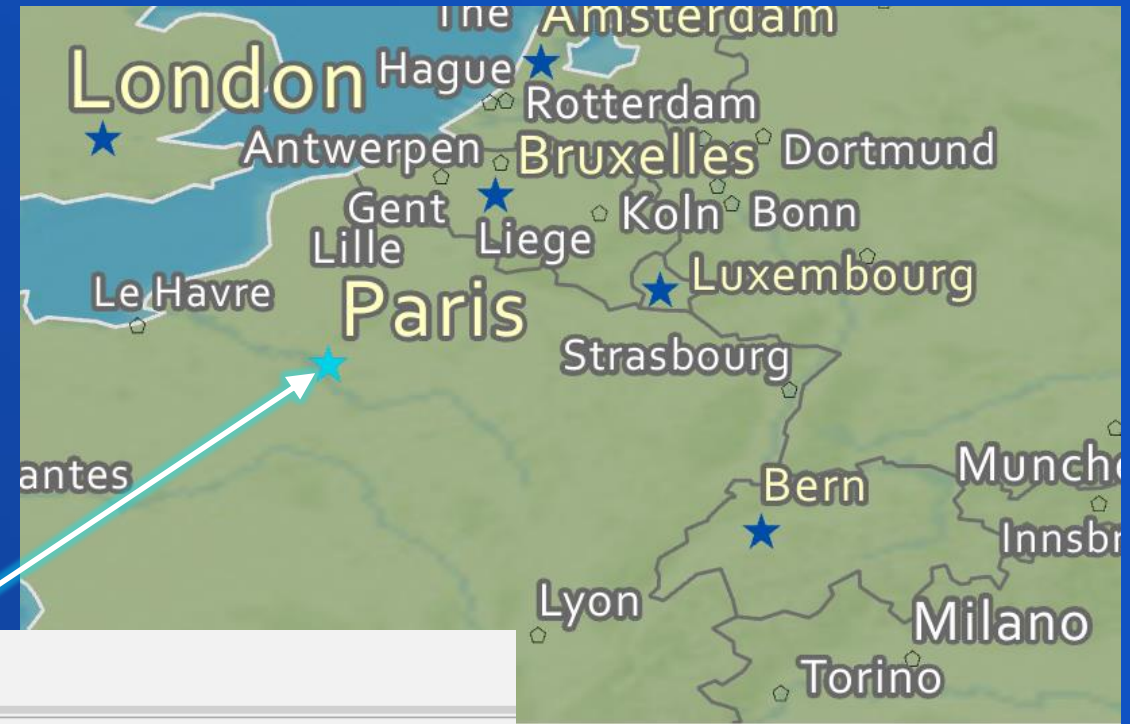 The Amsterdam
London Hague
Rotterdam
Antwerpen Bruxelles Dortmund
Gent Koln Bonn
Lille Liege
Le Havre Paris Luxembourg
Strasbourg
antes Munch
Bern
Innsbr
Lyon Milano
Torino